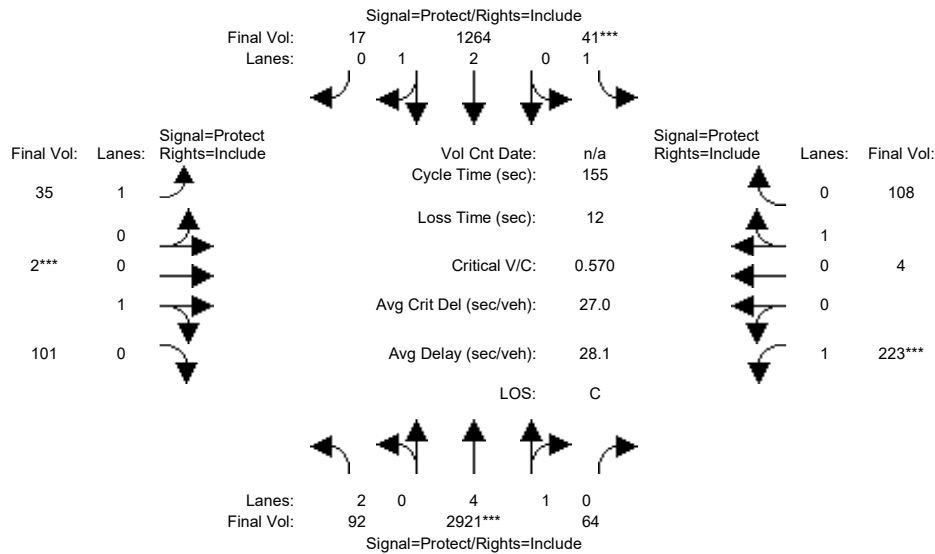 Signal=Protect/Rights=Include
Final Vol: 17 1264 41***
Lanes: 0 1 2 0 1
Signal=Protect
Final Vol: Lanes: Rights=Include
Vol Cnt Date: n/a
Signal=Protect
Rights=Include Lanes: Final Vol:
Cycle Time (sec): 155
35 1
0 108
Loss Time (sec): 12
0
1
2*** 0
Critical V/C: 0.570
0 4
1
Avg Crit Del (sec/veh): 27.0
0
101 0
Avg Delay (sec/veh): 28.1
1 223***
LOS: C
Lanes: 2 0 4 1 0
Final Vol: 92 2921*** 64
Signal=Protect/Rights=Include